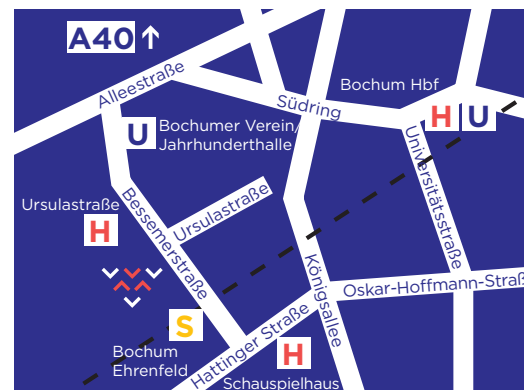 A40 ↑
Alleestraße
Südring
Bochum Hbf
H U
U
Bochumer Verein/
Jahrhunderthalle
Universitätsstraße
Ursulastraße
H
Bessemerstraße
Ursulastraße
Königsallee
Oskar-Hoffmann-Straß
S
Bochum
Ehrenfeld
Hattinger Straße
H
Schauspielhaus